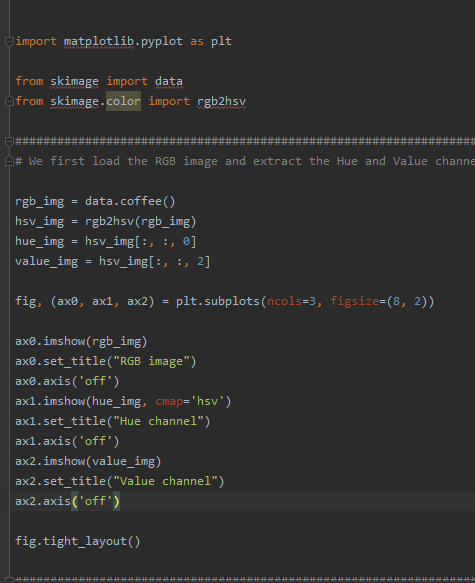 import matplotlib.pyplot as plt
from skimage import data
from skimage.color import rgb2hsv
######################################################################
# We first load the RGB image and extract the Hue and Value channe
rgb_img = data.coffee()
hsv_img = rgb2hsv(rgb_img)
hue_img = hsv_img[:, :, 0]
value_img = hsv_img[:, :, 2]
fig, (ax0, ax1, ax2) = plt.subplots(ncols=3, figsize=(8, 2))
ax0.imshow(rgb_img)
ax0.set_title("RGB image")
ax0.axis('off')
ax1.imshow(hue_img, cmap='hsv')
ax1.set_title("Hue channel")
ax1.axis('off')
ax2.imshow(value_img)
ax2.set_title("Value channel")
ax2.axis('off')
fig.tight_layout()
######################################################################